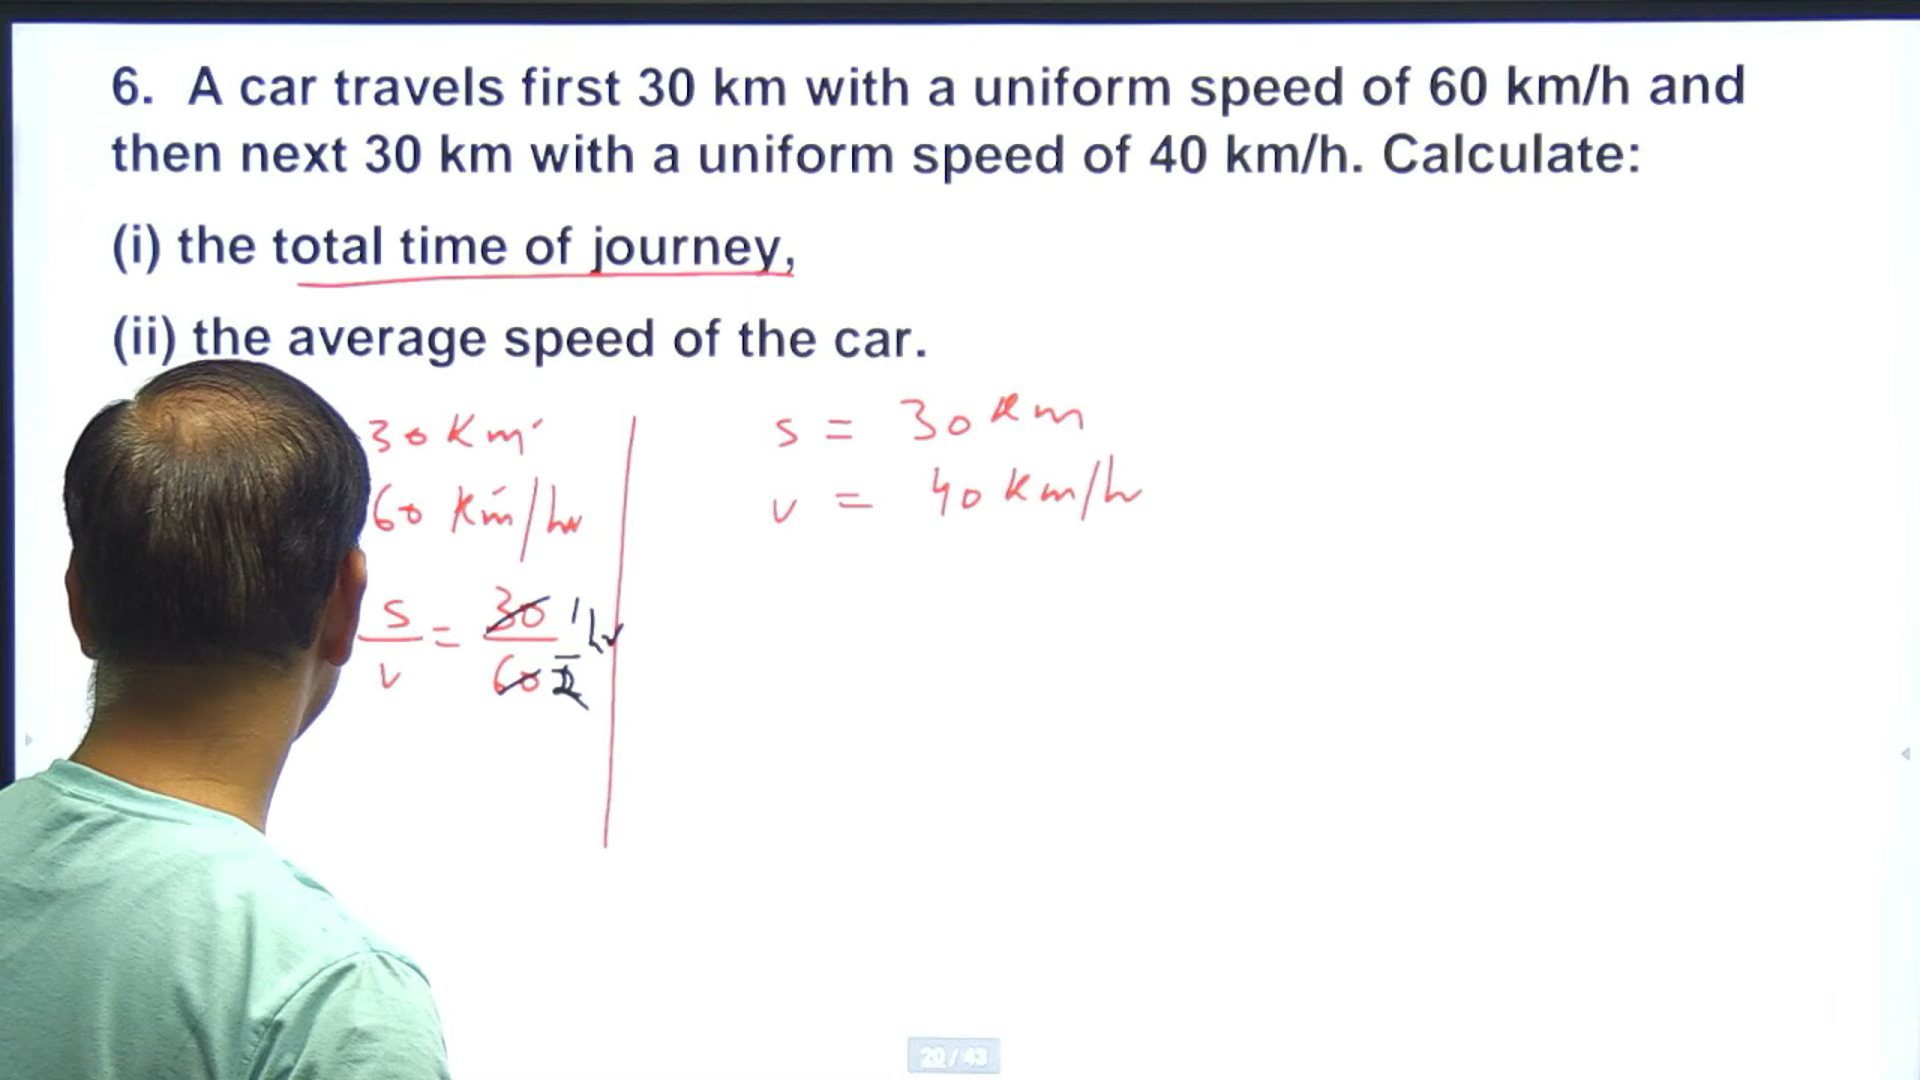 6. A car travels first 30 km with a uniform speed of 60 km/h and
then next 30 km with a uniform speed of 40 km/h. Calculate:
(i) the total time of journey,
(ii) the average speed of the car.
30 Km
60 Km/hr
s/v = 30/60 1/2 hr
s = 30 km
v = 40 km/h
20 / 43